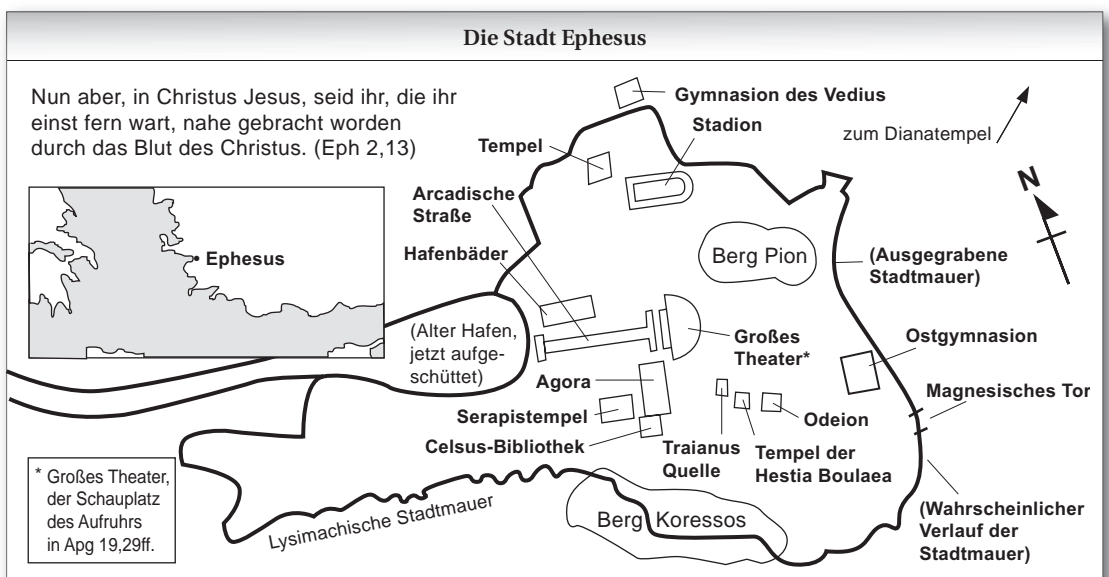 Die Stadt Ephesus
Nun aber, in Christus Jesus, seid ihr, die ihr
einst fern wart, nahe gebracht worden
durch das Blut des Christus. (Eph 2,13)
Gymnasion des Vedius
Stadion
zum Dianatempel
Tempel
N
Arcadische
Straße
Hafenbäder
Ephesus
Berg Pion
(Ausgegrabene
Stadtmauer)
(Alter Hafen,
jetzt aufge-
schüttet)
Großes
Theater*
Ostgymnasion
Agora
Magnesisches Tor
Serapistempel
Odeion
Celsus-Bibliothek
Traianus
Quelle
Tempel der
Hestia Boulaea
* Großes Theater,
der Schauplatz
des Aufruhrs
in Apg 19,29ff.
Lysimachische Stadtmauer
Berg Koressos
(Wahrscheinlicher
Verlauf der
Stadtmauer)